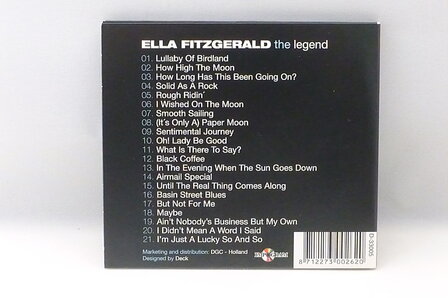 ELLA FITZGERALD the legend
01. Lullaby Of Birdland
02. How High The Moon
03. How Long Has This Been Going On?
04. Solid As A Rock
05. Rough Ridin´
06. I Wished On The Moon
07. Smooth Sailing
08. (It's Only A) Paper Moon
09. Sentimental Journey
10. Oh! Lady Be Good
11. What Is There To Say?
12. Black Coffee
13. In The Evening When The Sun Goes Down
14. Airmail Special
15. Until The Real Thing Comes Along
16. Basin Street Blues
17. But Not For Me
18. Maybe
19. Ain't Nobody's Business But My Own
20. I Didn't Mean A Word I Said
21. I'm Just A Lucky So And So
Marketing and distribution: DGC - Holland
Designed by Deck
D-33005
8 712273 002620